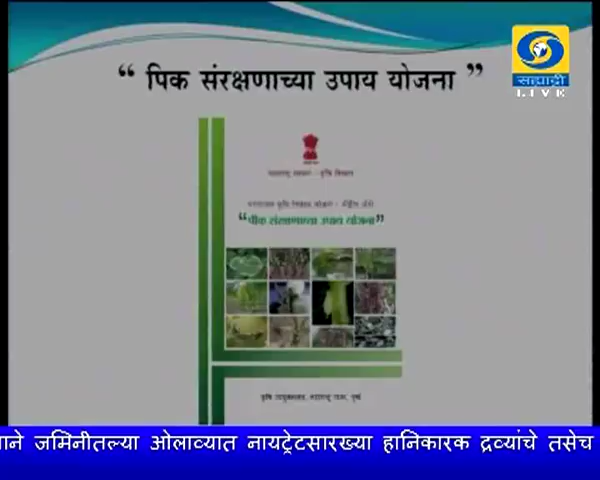 “ पिक संरक्षणाच्या उपाय योजना ”
सह्याद्री
LIVE
“पीक संरक्षणाच्या उपाय योजना”
ाने जमिनीतल्या ओलाव्यात नायट्रेटसारख्या हानिकारक द्रव्यांचे तसेच